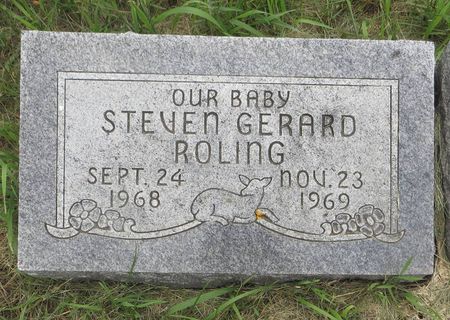 OUR BABY
STEVEN GERARD
ROLING
SEPT. 24 NOV. 23
1968 1969